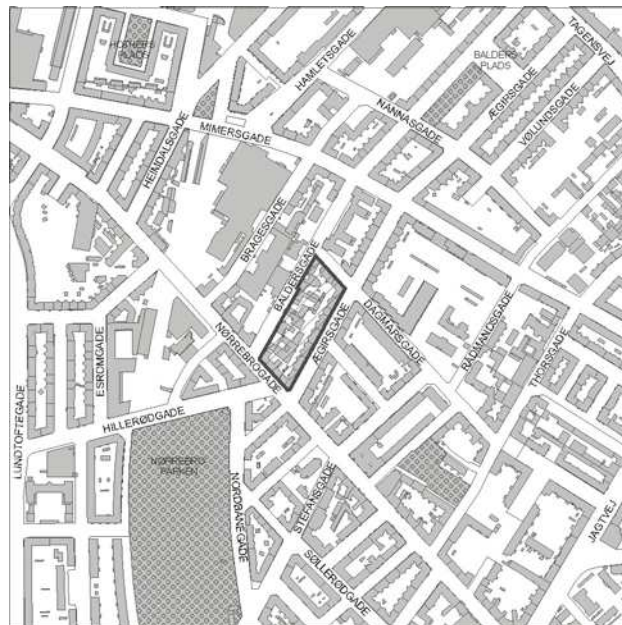 HOTHERS
PLADS
HAMLETSGADE
BALDERS
PLADS
TAGENSVEJ
ÆGIRSGADE
VØLUNDSGADE
NANNASGADE
MIMERSGADE
HEIMDALSGADE
BRAGESGADE
BALDERSGADE
ÆGIRSGADE
DAGMARSGADE
RÅDMANDSGADE
THORSGADE
NØRREBROGADE
ESROMGADE
LUNDTOFTEGADE
HILLERØDGADE
NØRREBRO
PARKEN
NORDBANEGADE
STEFANSGADE
SØLLERØDGADE
JAGTVEJ